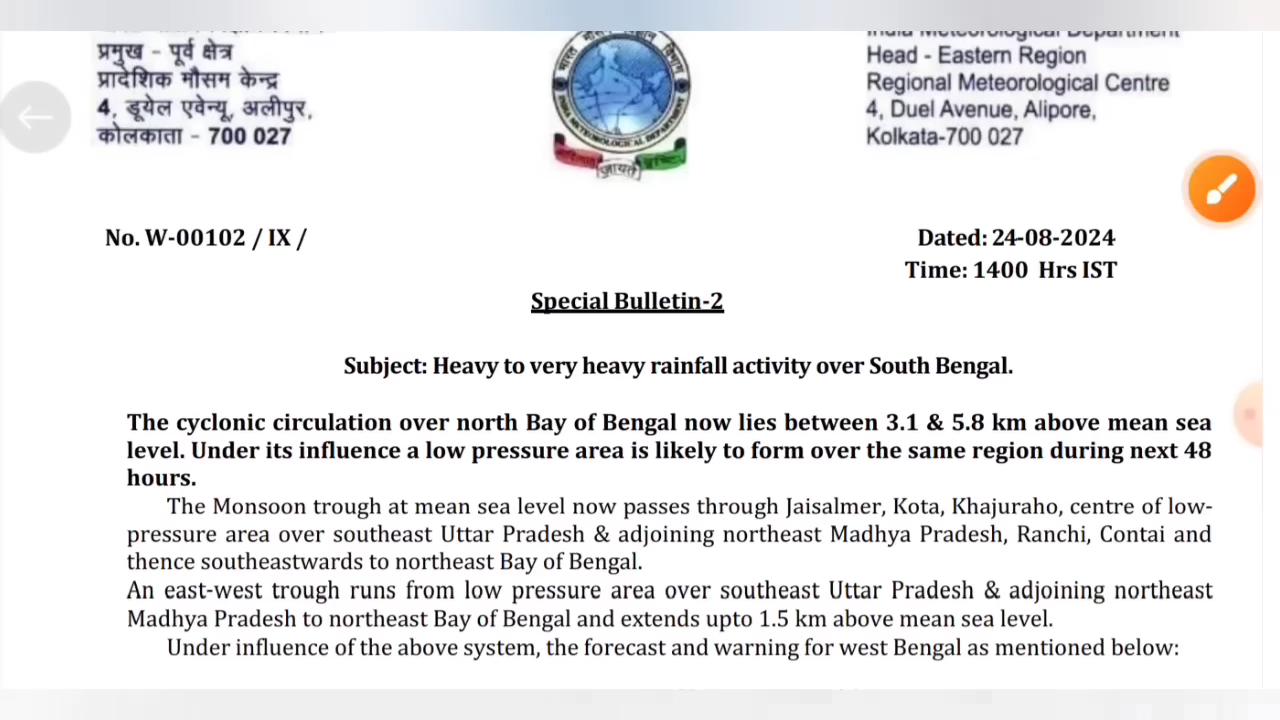 प्रमुख - पूर्व क्षेत्र
प्रादेशिक मौसम केन्द्र
4, डूयेल एवेन्यू, अलीपुर,
कोलकाता - 700 027
INDIA METEOROLOGICAL DEPARTMENT
India Meteorological Department
Head - Eastern Region
Regional Meteorological Centre
4, Duel Avenue, Alipore,
Kolkata-700 027
No. W-00102 / IX /
Dated: 24-08-2024
Time: 1400 Hrs IST
Special Bulletin-2
Subject: Heavy to very heavy rainfall activity over South Bengal.
The cyclonic circulation over north Bay of Bengal now lies between 3.1 & 5.8 km above mean sea
level. Under its influence a low pressure area is likely to form over the same region during next 48
hours.
The Monsoon trough at mean sea level now passes through Jaisalmer, Kota, Khajuraho, centre of low-
pressure area over southeast Uttar Pradesh & adjoining northeast Madhya Pradesh, Ranchi, Contai and
thence southeastwards to northeast Bay of Bengal.
An east-west trough runs from low pressure area over southeast Uttar Pradesh & adjoining northeast
Madhya Pradesh to northeast Bay of Bengal and extends upto 1.5 km above mean sea level.
Under influence of the above system, the forecast and warning for west Bengal as mentioned below: